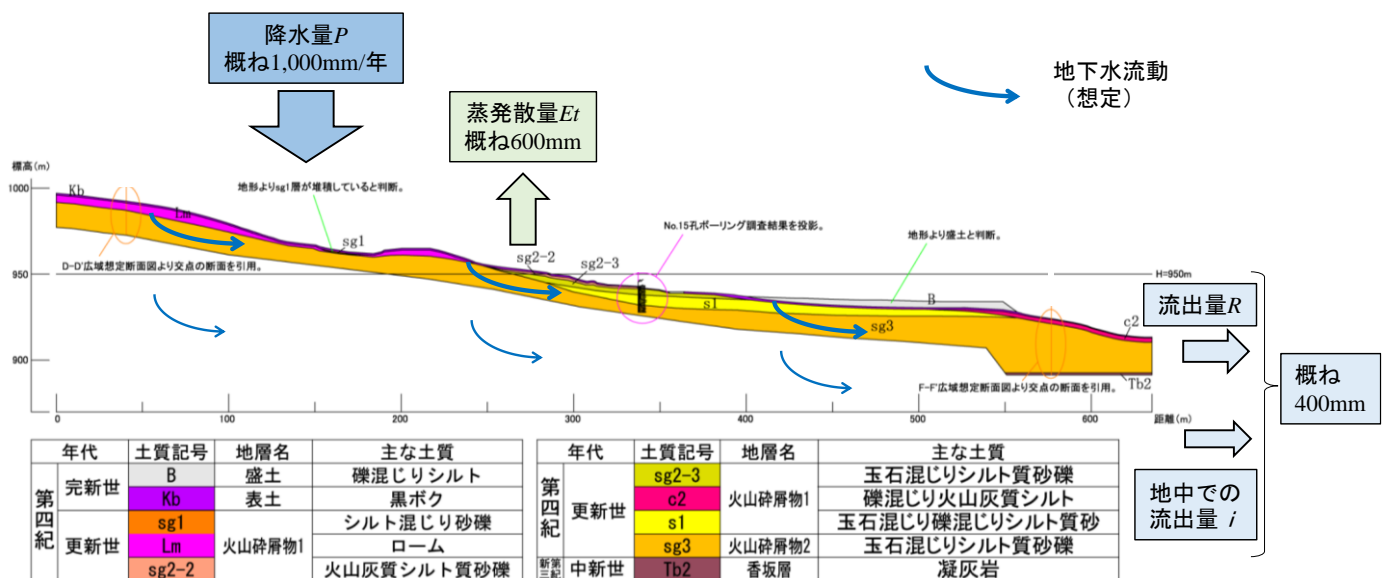 降水量P
概ね1,000mm/年
蒸発散量Et
概ね600mm
地下水流動
（想定）
標高(m)
1000
950
900
Kb
Lm
地形よりsg1層が堆積していると判断。
sg1
D-D'広域想定断面図より交点の断面を引用。
sg2-2
sg2-3
No.15孔ボーリング調査結果を投影。
地形より盛土と判断。
H=950m
B
s1
sg3
c2
Tb2
F-F'広域想定断面図より交点の断面を引用。
0
100
200
300
400
500
600
距離(m)
流出量R
概ね
400mm
地中での
流出量 i
年代 土質記号 地層名 主な土質
第四紀 完新世 B 盛土 礫混じりシルト
Kb 表土 黒ボク
更新世 sg1 火山砕屑物1 シルト混じり砂礫
Lm ローム
sg2-2 火山灰質シルト質砂礫
年代 土質記号 地層名 主な土質
第四紀 更新世 sg2-3 火山砕屑物1 玉石混じりシルト質砂礫
c2 礫混じり火山灰質シルト
s1 玉石混じり礫混じりシルト質砂
sg3 火山砕屑物2 玉石混じりシルト質砂礫
新第三紀 中新世 Tb2 香坂層 凝灰岩